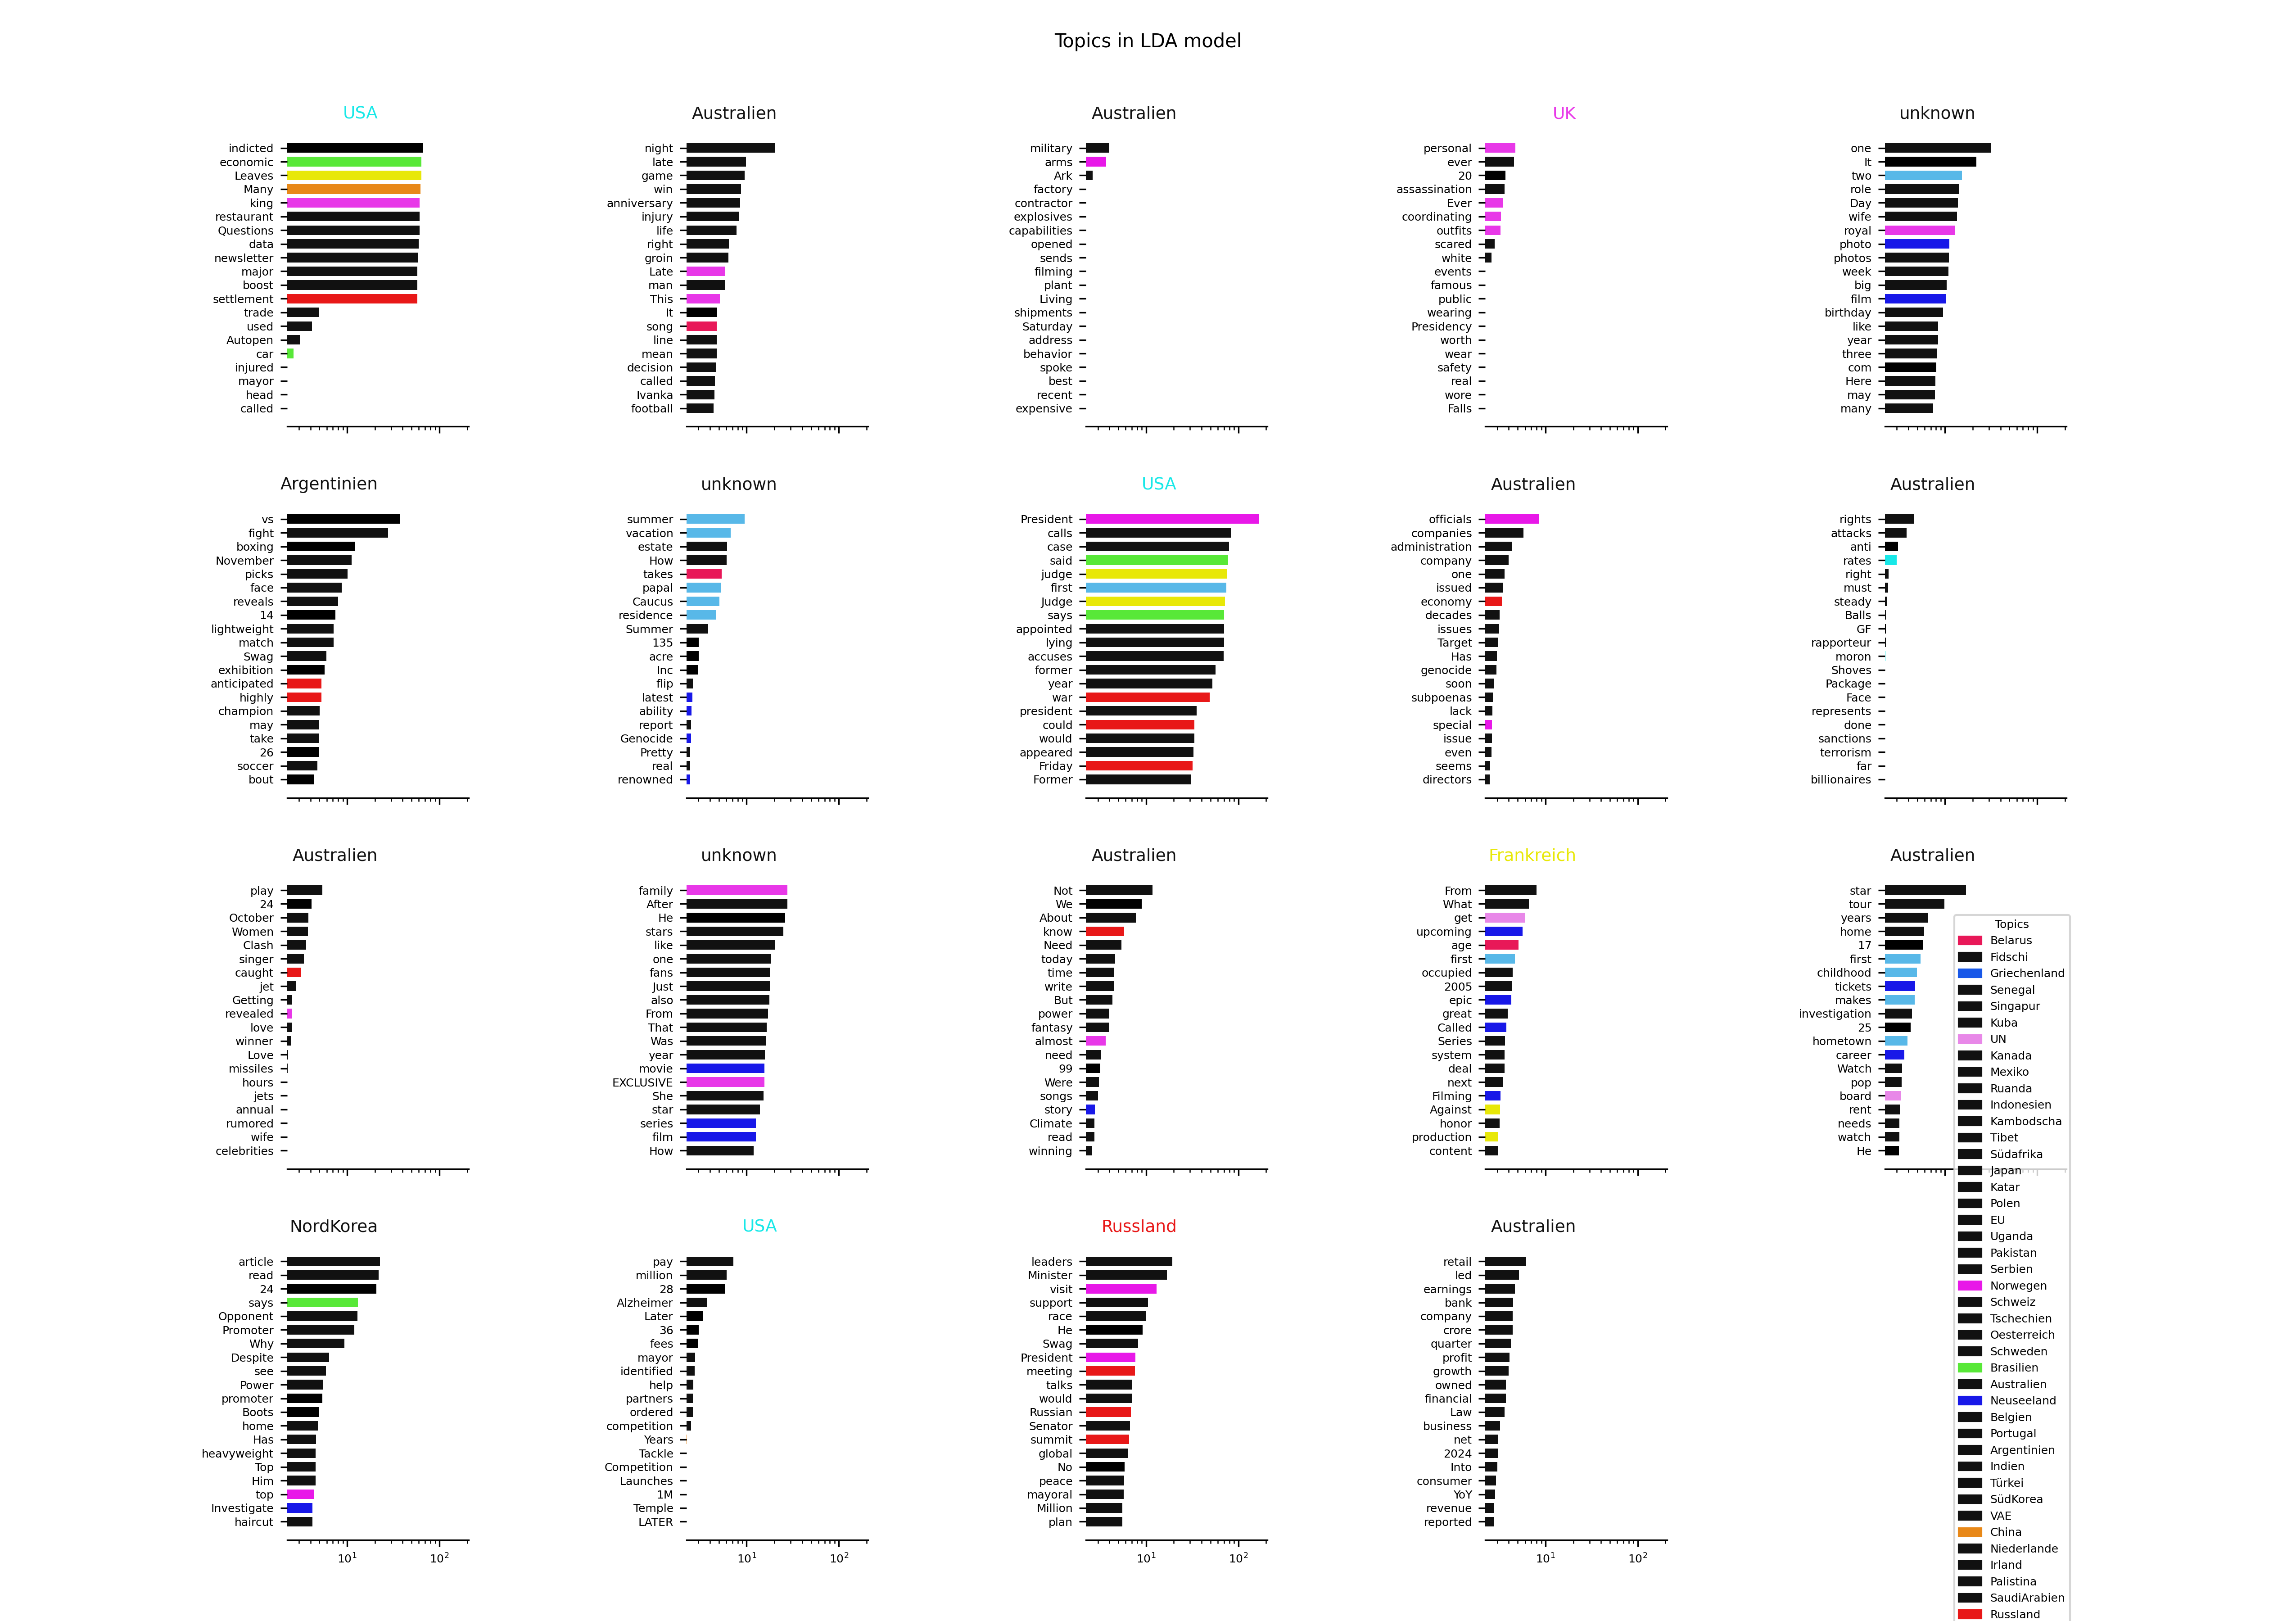 Topics in LDA model
USA
indicted
economic
Leaves
Many
king
restaurant
Questions
data
newsletter
major
boost
settlement
trade
used
Autopen
car
injured
mayor
head
called
Australien
night
late
game
win
anniversary
injury
life
right
groin
Late
man
This
It
song
line
mean
decision
called
Ivanka
football
Australien
military
arms
Ark
factory
contractor
explosives
capabilities
opened
sends
filming
plant
Living
shipments
Saturday
address
behavior
spoke
best
recent
expensive
UK
personal
ever
20
assassination
Ever
coordinating
outfits
scared
white
events
famous
public
wearing
Presidency
worth
wear
safety
real
wore
Falls
unknown
one
It
two
role
Day
wife
royal
photo
photos
week
big
film
birthday
like
year
three
com
Here
may
many
Argentinien
vs
fight
boxing
November
picks
face
reveals
14
lightweight
match
Swag
exhibition
anticipated
highly
champion
may
take
26
soccer
bout
unknown
summer
vacation
estate
How
takes
papal
Caucus
residence
Summer
135
acre
Inc
flip
latest
ability
report
Genocide
Pretty
real
renowned
USA
President
calls
case
said
judge
first
Judge
says
appointed
lying
accuses
former
year
war
president
could
would
appeared
Friday
Former
Australien
officials
companies
administration
company
one
issued
economy
decades
issues
Target
Has
genocide
soon
subpoenas
lack
special
issue
even
seems
directors
Australien
rights
attacks
anti
rates
right
must
steady
Balls
GF
rapporteur
moron
Shoves
Package
Face
represents
done
sanctions
terrorism
far
billionaires
Australien
play
24
October
Women
Clash
singer
caught
jet
Getting
revealed
love
winner
Love
missiles
hours
jets
annual
rumored
wife
celebrities
unknown
family
After
He
stars
like
one
fans
Just
also
From
That
Was
year
movie
EXCLUSIVE
She
star
series
film
How
Australien
Not
We
About
know
Need
today
time
write
But
power
fantasy
almost
need
99
Were
songs
story
Climate
read
winning
Frankreich
From
What
get
upcoming
age
first
occupied
2005
epic
great
Called
Series
system
deal
next
Filming
Against
honor
production
content
Australien
star
tour
years
home
17
first
childhood
tickets
makes
investigation
25
hometown
career
Watch
pop
board
rent
needs
watch
He
NordKorea
article
read
24
says
Opponent
Promoter
Why
Despite
see
Power
promoter
Boots
home
Has
heavyweight
Top
Him
top
Investigate
haircut
10¹ 10²
USA
pay
million
28
Alzheimer
Later
36
fees
mayor
identified
help
partners
ordered
competition
Years
Tackle
Competition
Launches
1M
Temple
LATER
10¹ 10²
Russland
leaders
Minister
visit
support
race
He
Swag
President
meeting
talks
would
Russian
Senator
summit
global
No
peace
mayoral
Million
plan
10¹ 10²
Australien
retail
led
earnings
bank
company
crore
quarter
profit
growth
owned
financial
Law
business
net
2024
Into
consumer
YoY
revenue
reported
10¹ 10²
Topics
Belarus
Fidschi
Griechenland
Senegal
Singapur
Kuba
UN
Kanada
Mexiko
Ruanda
Indonesien
Kambodscha
Tibet
Südafrika
Japan
Katar
Polen
EU
Uganda
Pakistan
Serbien
Norwegen
Schweiz
Tschechien
Oesterreich
Schweden
Brasilien
Australien
Neuseeland
Belgien
Portugal
Argentinien
Indien
Türkei
SüdKorea
VAE
China
Niederlande
Irland
Palistina
SaudiArabien
Russland